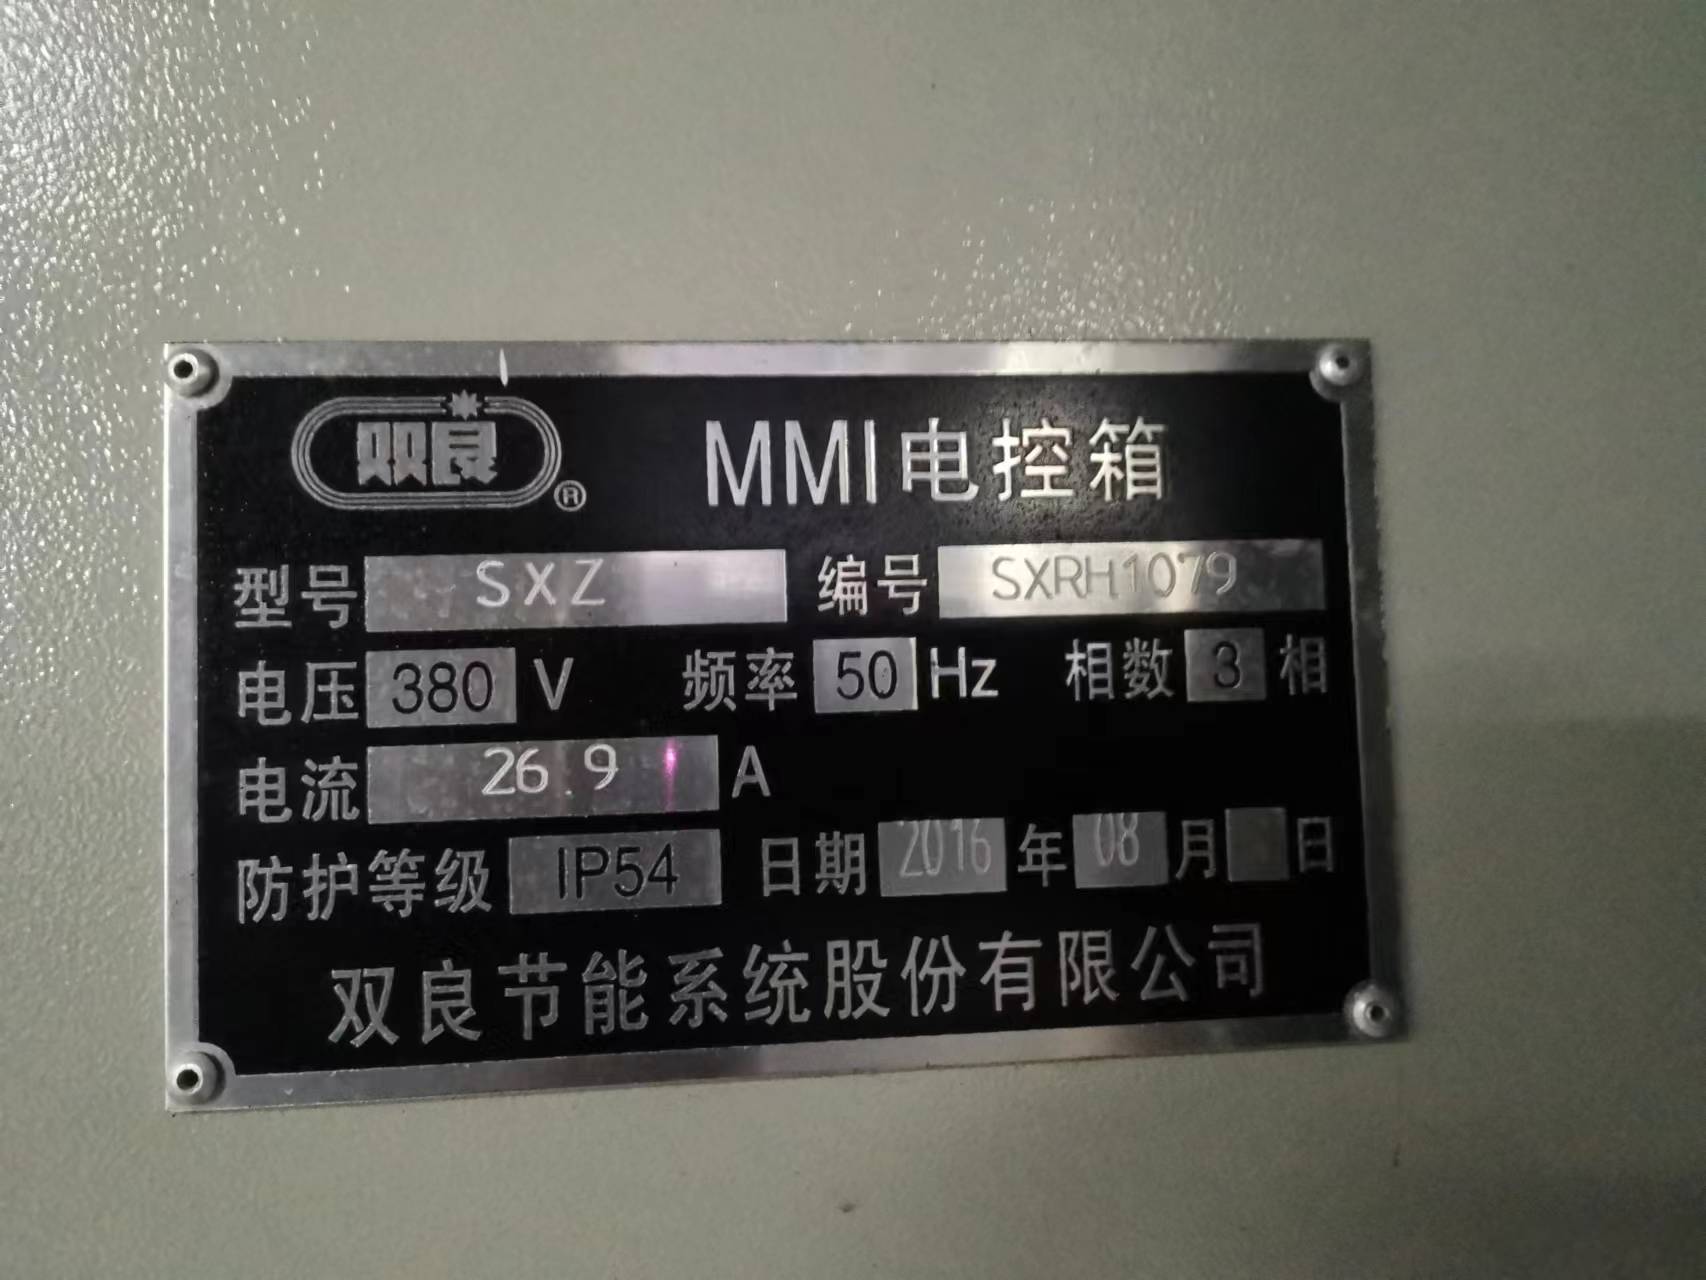 双良®
MMI电控箱
型号 SXZ 编号 SXRH1079
电压 380 V 频率 50 Hz 相数 3 相
电流 26.9 A
防护等级 IP54 日期 2016 年 08 月 日
双良节能系统股份有限公司